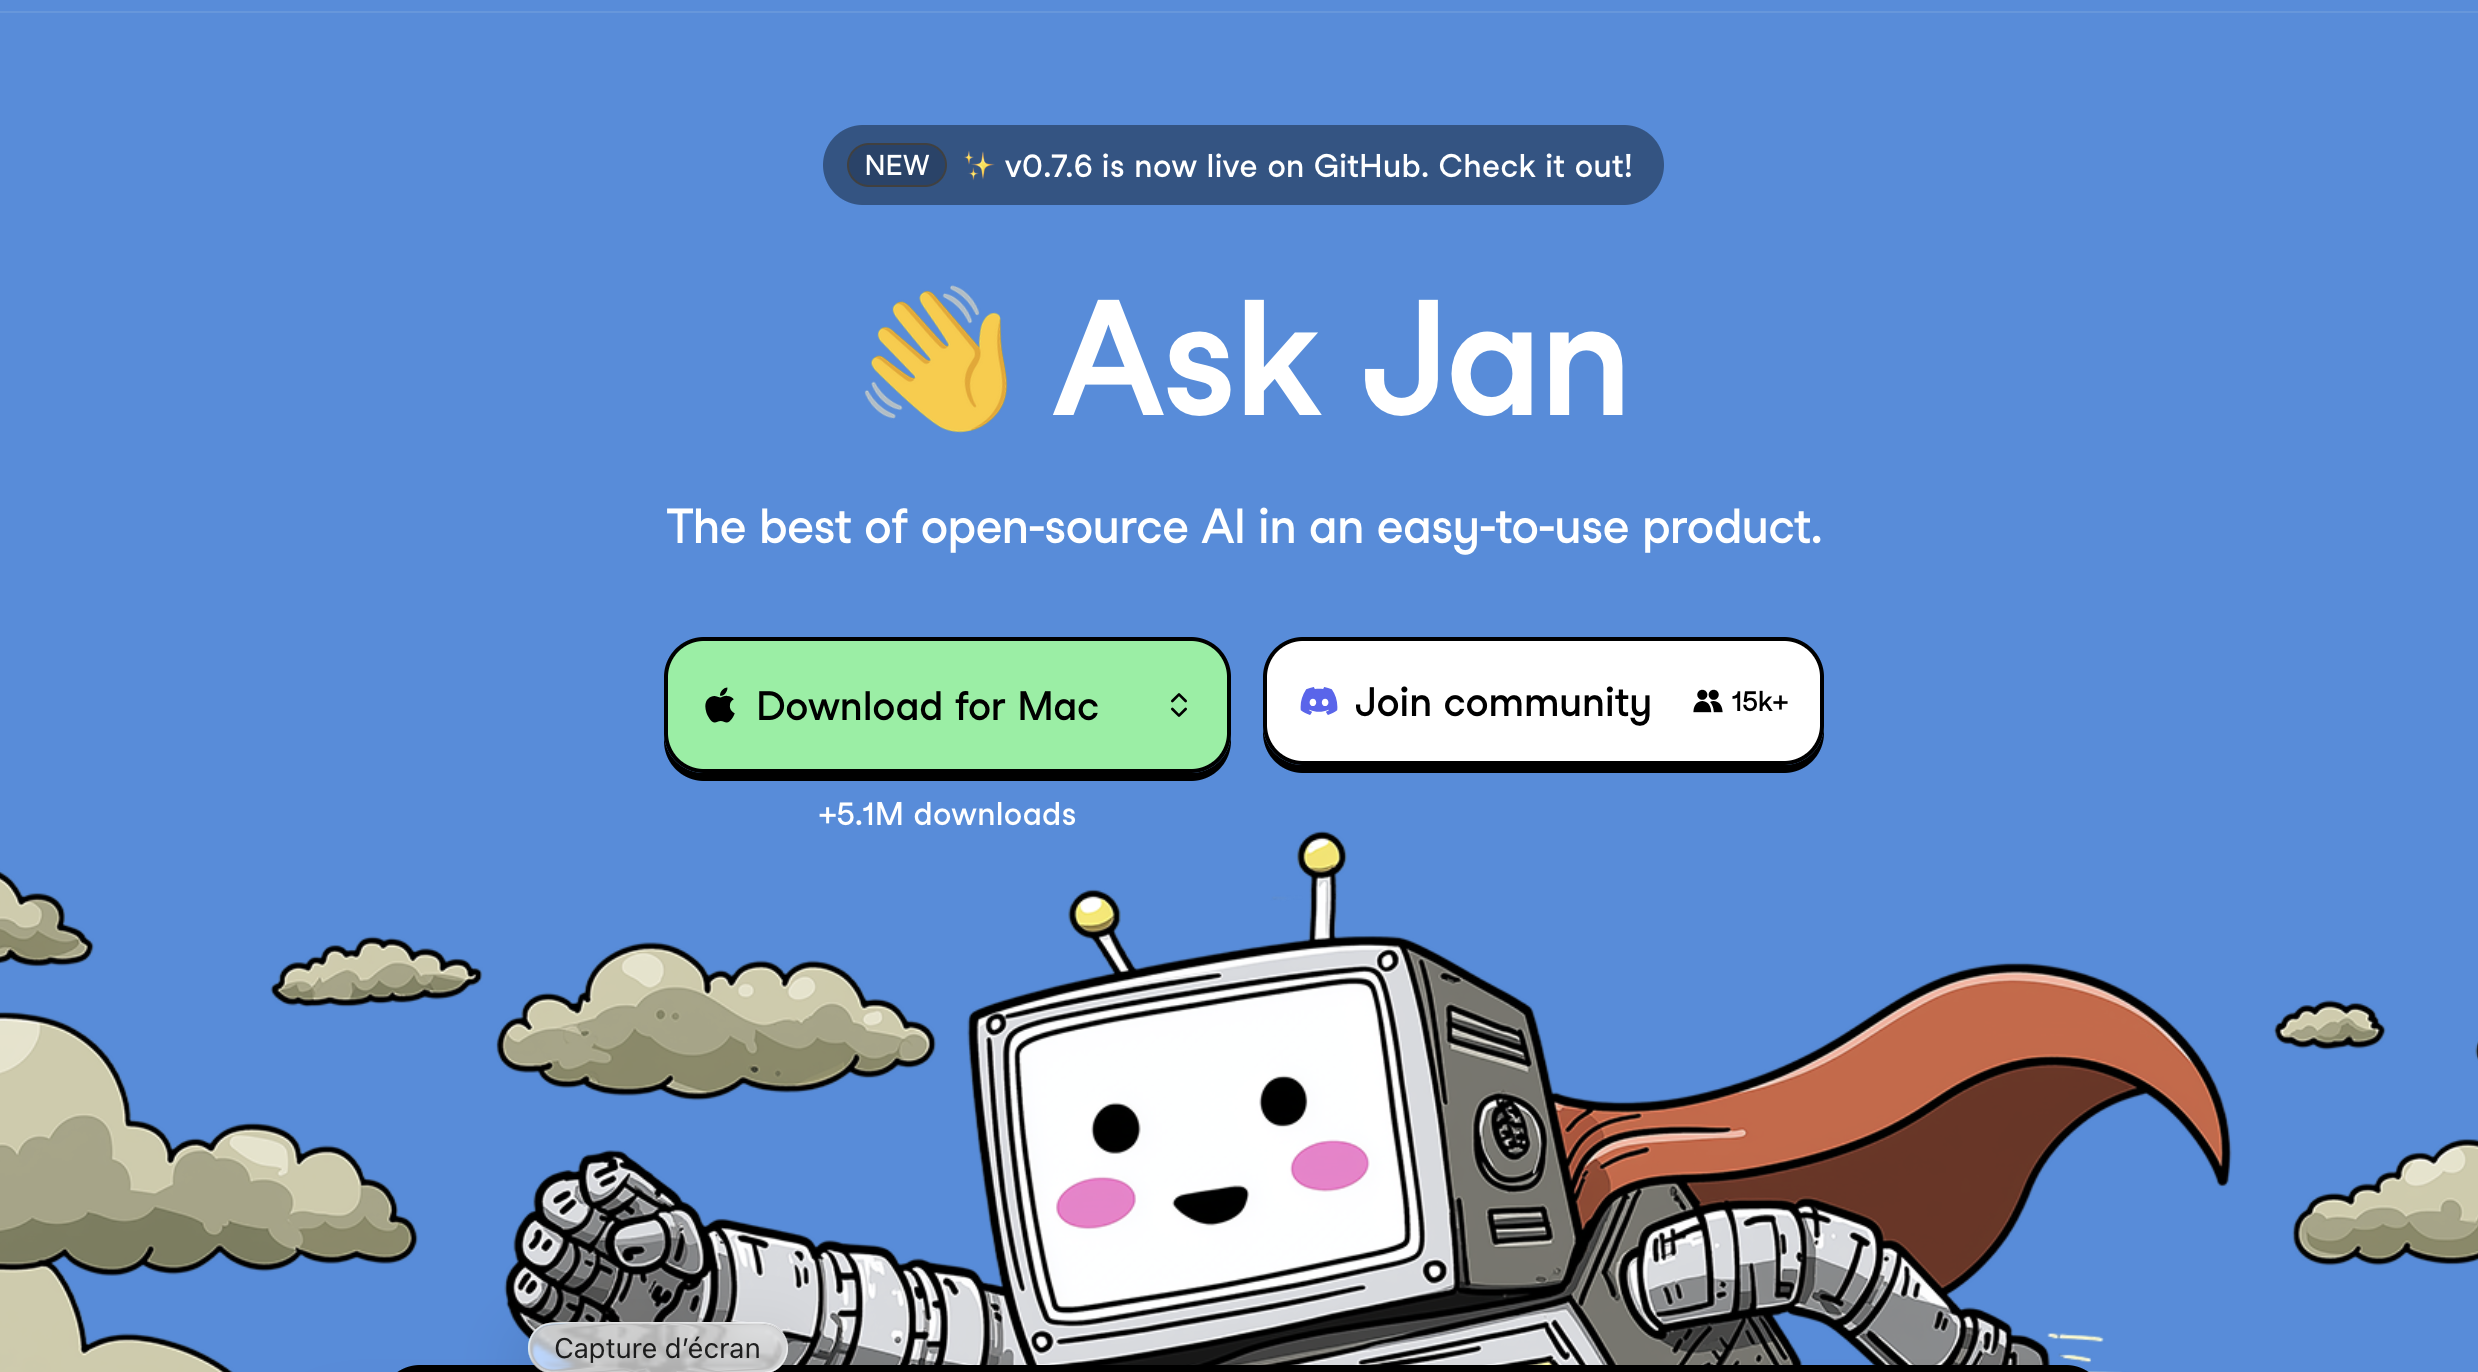 NEW ✨ v0.7.6 is now live on GitHub. Check it out!
👋 Ask Jan
The best of open-source AI in an easy-to-use product.
Download for Mac
Join community 15k+
+5.1M downloads
Capture d’écran